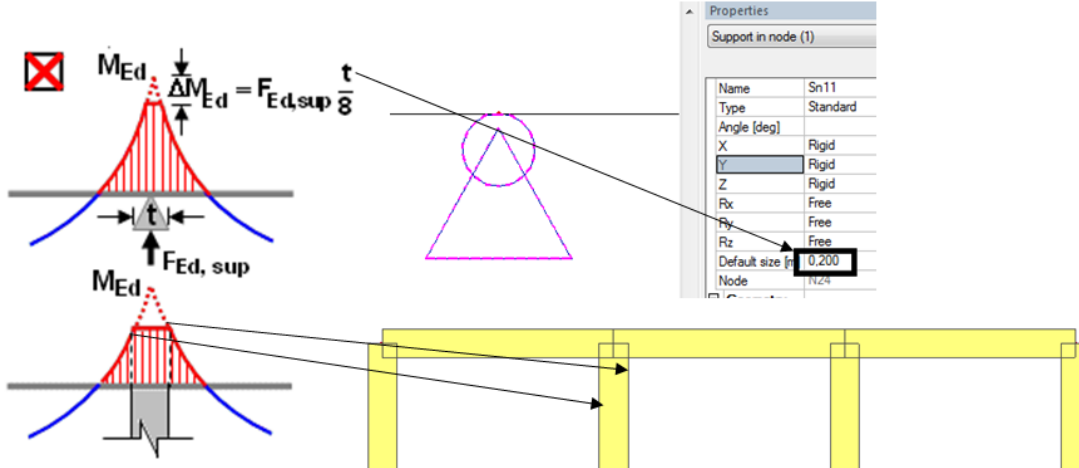 Properties
Support in node (1)
Name Sn11
Type Standard
Angle [deg]
X Rigid
Y Rigid
Z Rigid
Rx Free
Ry Free
Rz Free
Default size [m 0,200
Node N24
Geometry
MEd
ΔMEd = FEd,sup t/8
t
FEd, sup
MEd